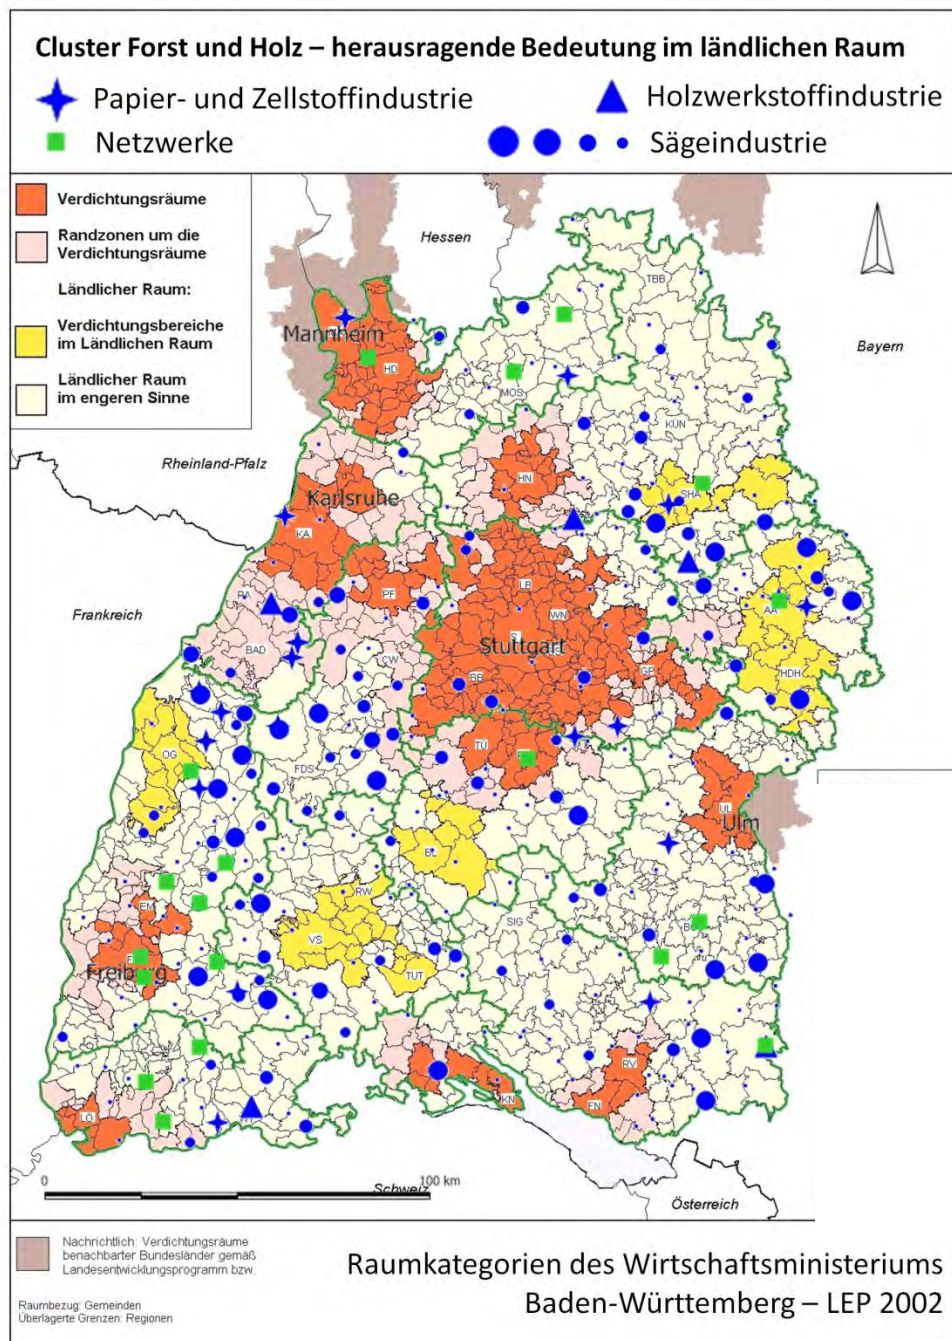 Cluster Forst und Holz – herausragende Bedeutung im ländlichen Raum
Papier- und Zellstoffindustrie
Holzwerkstoffindustrie
Netzwerke
Sägeindustrie
Verdichtungsräume
Randzonen um die
Verdichtungsräume
Ländlicher Raum:
Verdichtungsbereiche
im Ländlichen Raum
Ländlicher Raum
im engeren Sinne
Hessen
TBB
Mannheim
Bayern
HD
MOS
KÜN
Rheinland-Pfalz
HN
SHA
Karlsruhe
KA
Frankreich
PF
LB
WN
AA
BAD
S
Stuttgart
CW
GP
HDH
BB
OG
TÜ
FDS
UL
Ulm
BL
RW
EM
SIG
VS
Freiburg
TUT
RV
LÖ
KN
FN
0
100 km
Schweiz
Österreich
Nachrichtlich: Verdichtungsräume
benachbarter Bundesländer gemäß
Landesentwicklungsprogramm bzw.
Raumkategorien des Wirtschaftsministeriums
Baden-Württemberg – LEP 2002
Raumbezug: Gemeinden
Überlagerte Grenzen: Regionen